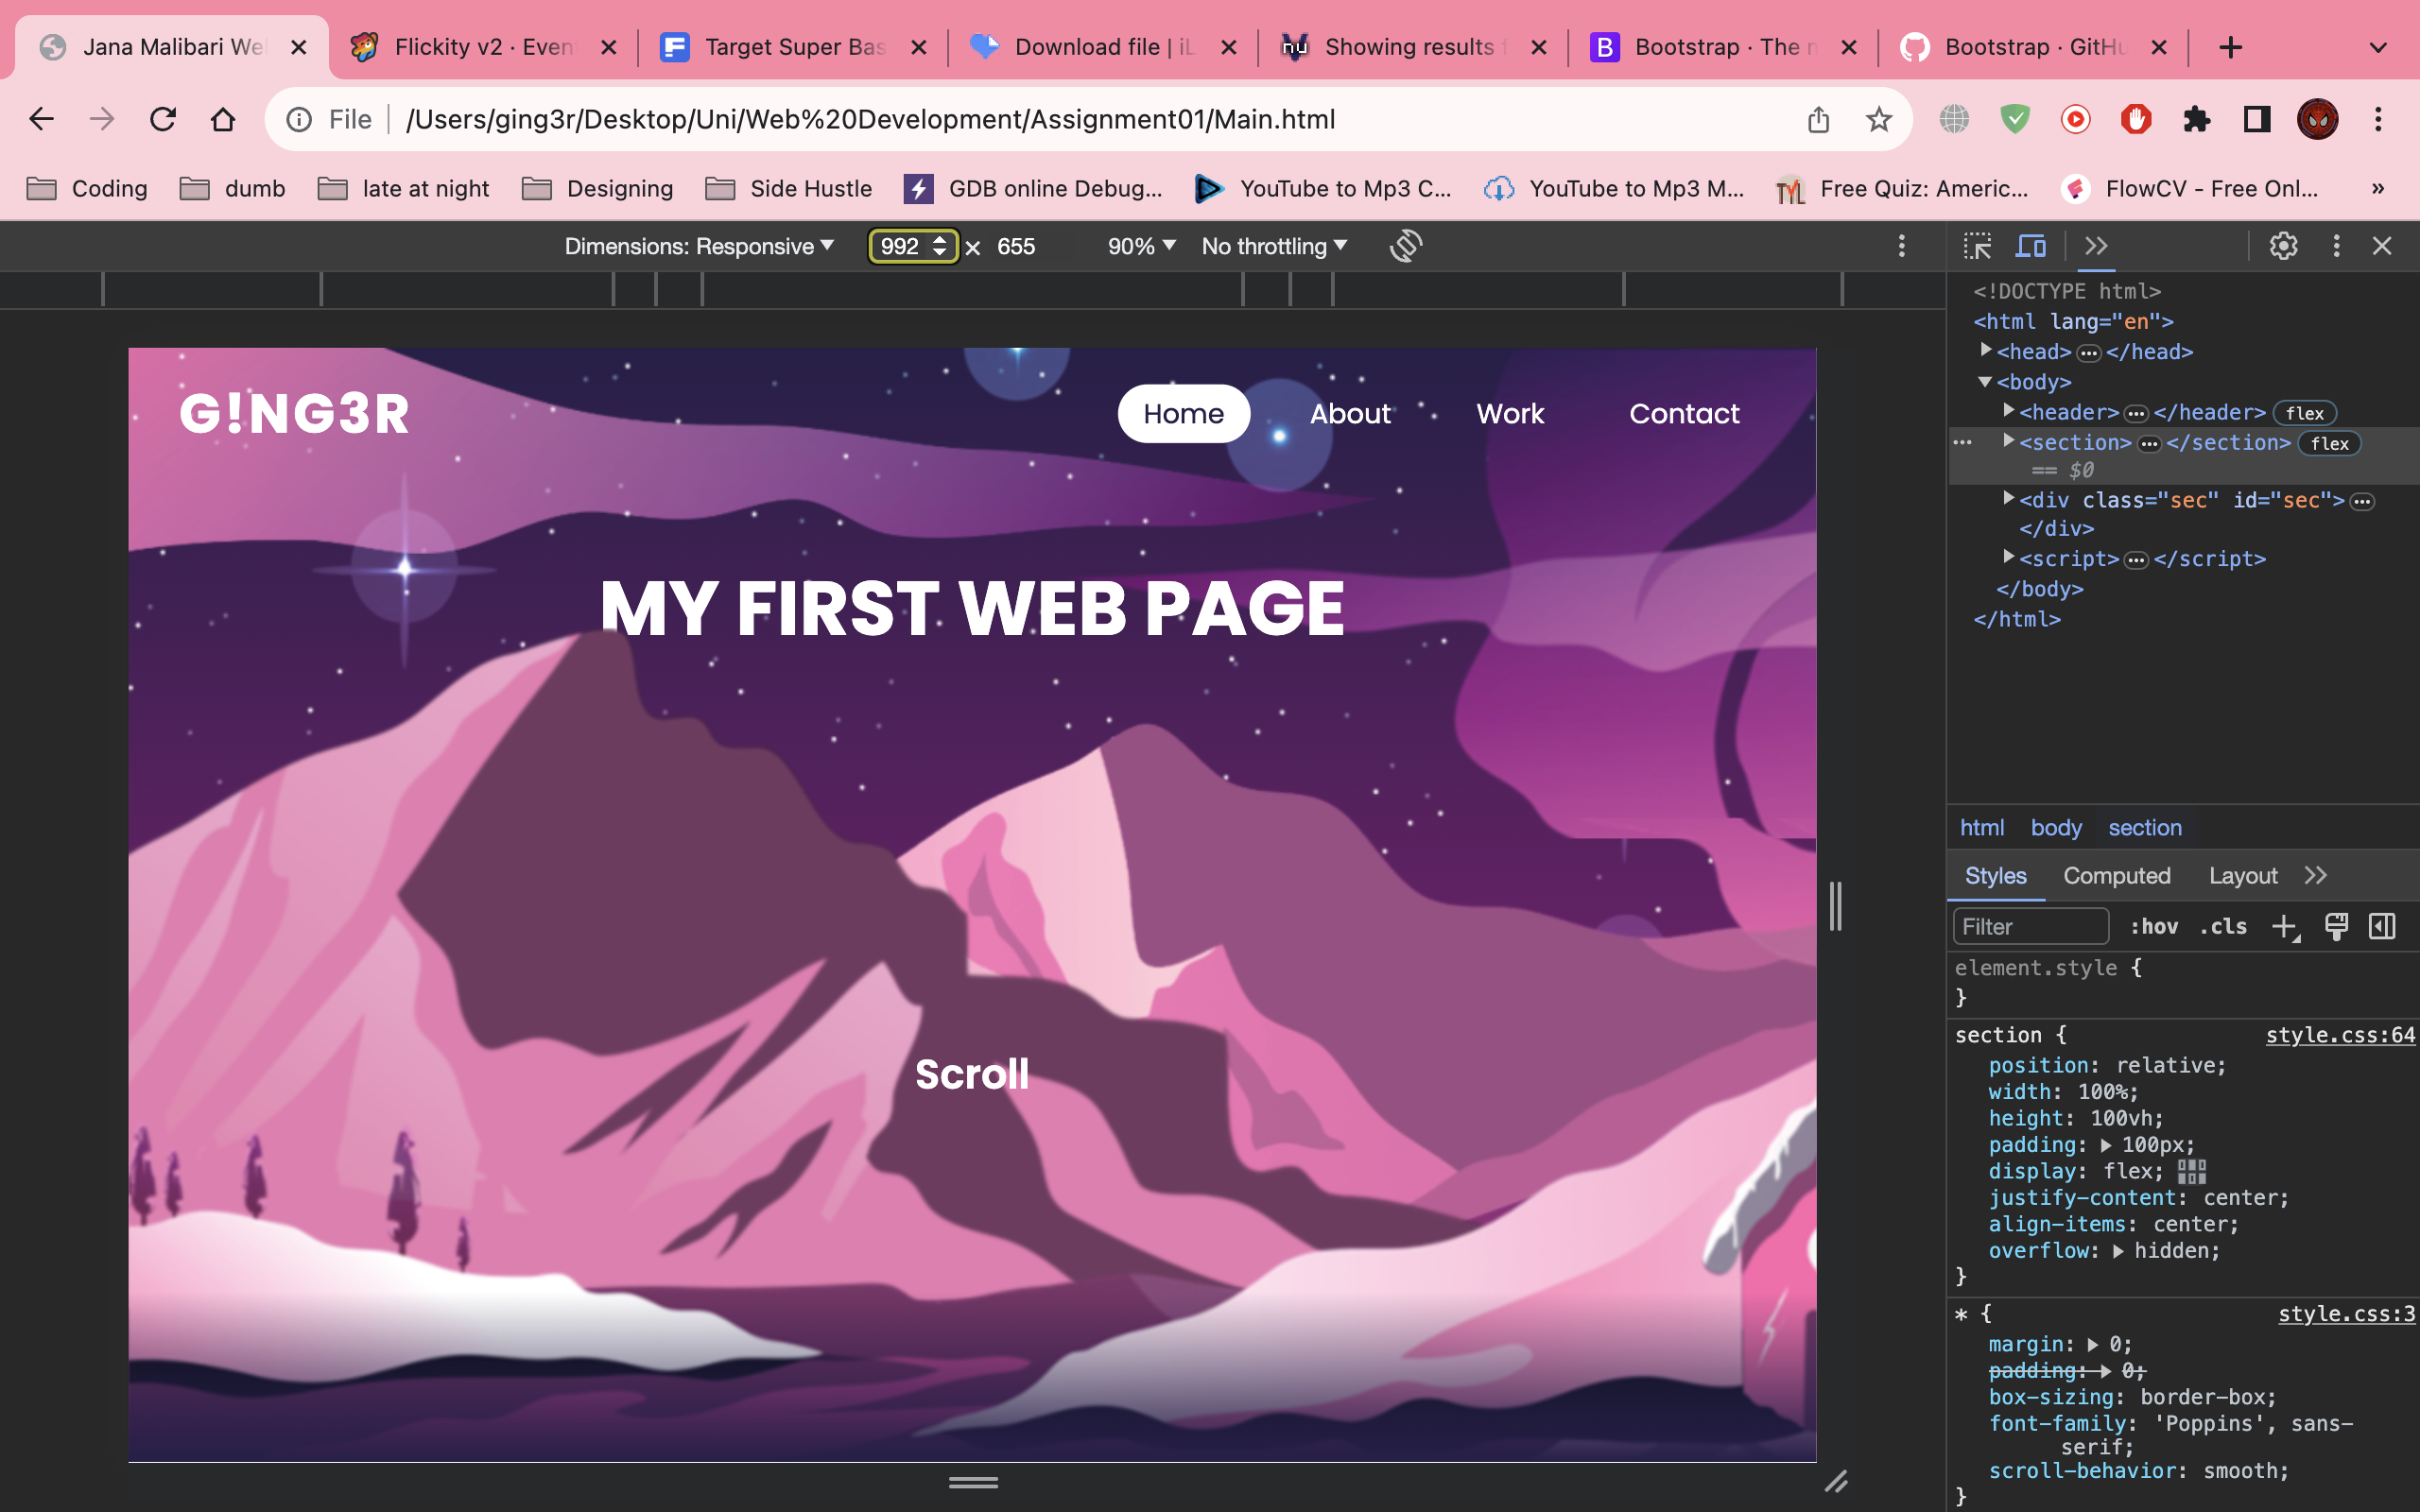 Jana Malibari We
Flickity v2 · Even
Target Super Bas
Download file | iL
Showing results f
Bootstrap · The m
Bootstrap · GitHu
File /Users/ging3r/Desktop/Uni/Web%20Development/Assignment01/Main.html
Coding dumb late at night Designing Side Hustle GDB online Debug... YouTube to Mp3 C... YouTube to Mp3 M... Free Quiz: Americ... FlowCV - Free Onl... »
Dimensions: Responsive 992 × 655 90% No throttling
G!NG3R Home About Work Contact
MY FIRST WEB PAGE
Scroll
<!DOCTYPE html>
<html lang="en">
<head>…</head>
<body>
<header>…</header> flex
<section>…</section> flex
== $0
<div class="sec" id="sec">…
</div>
<script>…</script>
</body>
</html>
html body section
Styles Computed Layout
Filter :hov .cls
element.style {
}
section { style.css:64
position: relative;
width: 100%;
height: 100vh;
padding: 100px;
display: flex;
justify-content: center;
align-items: center;
overflow: hidden;
}
* { style.css:3
margin: 0;
padding: 0;
box-sizing: border-box;
font-family: 'Poppins', sans-
serif;
scroll-behavior: smooth;
}